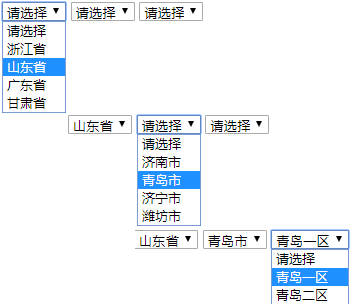 请选择 请选择 请选择
请选择
浙江省
山东省
广东省
甘肃省
山东省 请选择 请选择
请选择
济南市
青岛市
济宁市
潍坊市
山东省 青岛市 青岛一区
请选择
青岛一区
青岛二区